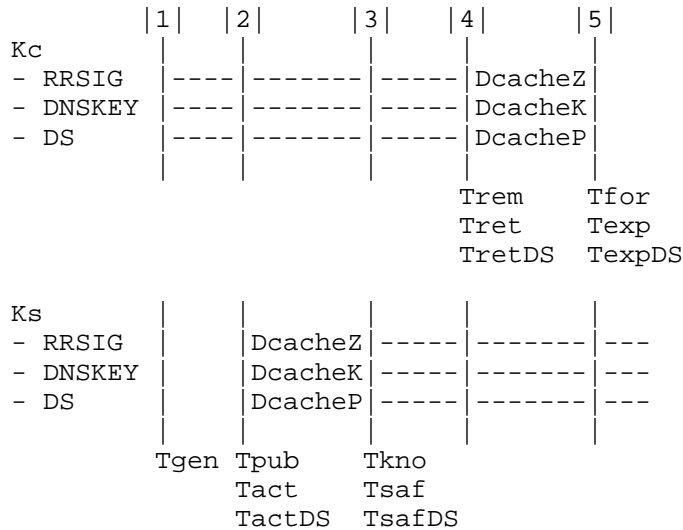 |1|  |2|     |3|   |4|     |5|
Kc        |    |       |     |       |
- RRSIG   |----|-------|-----|DcacheZ|
- DNSKEY  |----|-------|-----|DcacheK|
- DS      |----|-------|-----|DcacheP|
          |    |       |     |       |
                            Trem    Tfor
                            Tret    Texp
                            TretDS  TexpDS
Ks        |    |       |     |       |
- RRSIG   |    |DcacheZ|-----|-------|---
- DNSKEY  |    |DcacheK|-----|-------|---
- DS      |    |DcacheP|-----|-------|---
          |    |       |     |       |
         Tgen Tpub    Tkno
              Tact    Tsaf
              TactDS  TsafDS